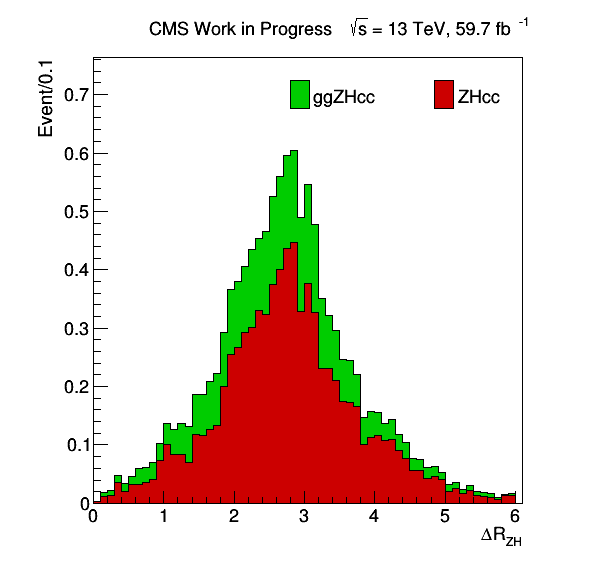 CMS Work in Progress √s = 13 TeV, 59.7 fb⁻¹
Event/0.1
ggZHcc ZHcc
0.7
0.6
0.5
0.4
0.3
0.2
0.1
0
0 1 2 3 4 5 6
ΔR_ZH